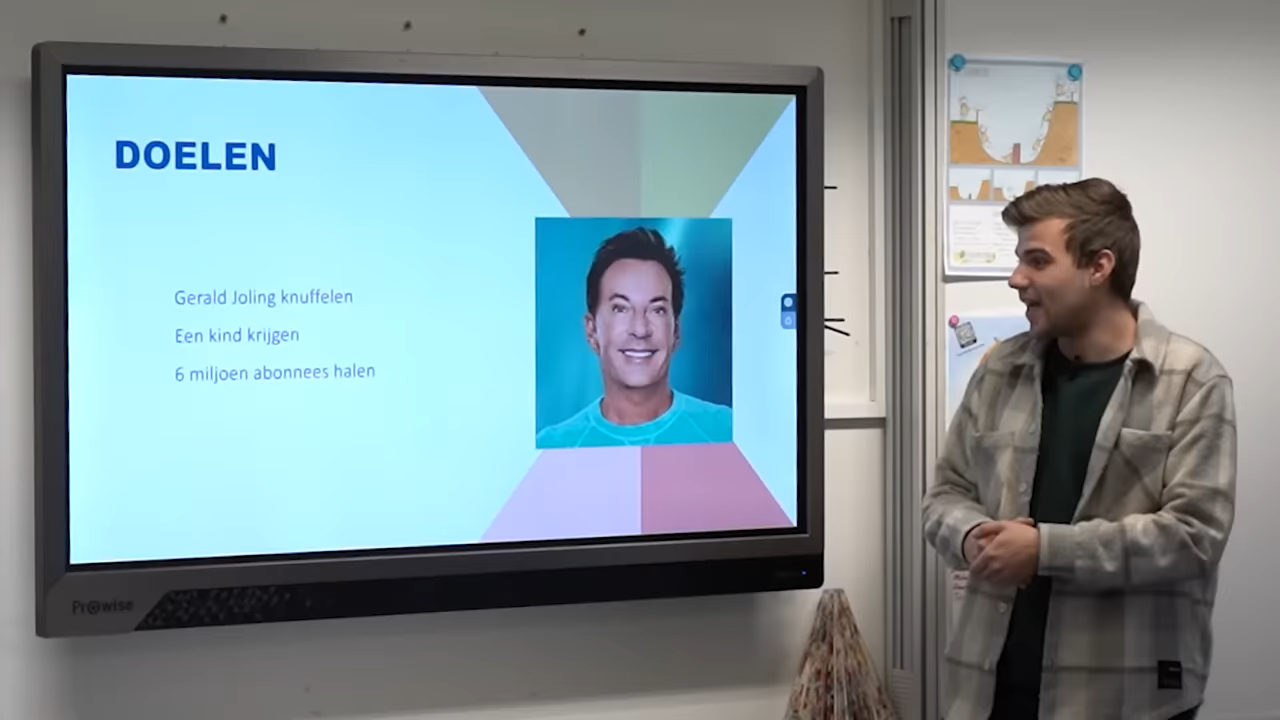 DOELEN
Gerald Joling knuffelen
Een kind krijgen
6 miljoen abonnees halen
Prowise